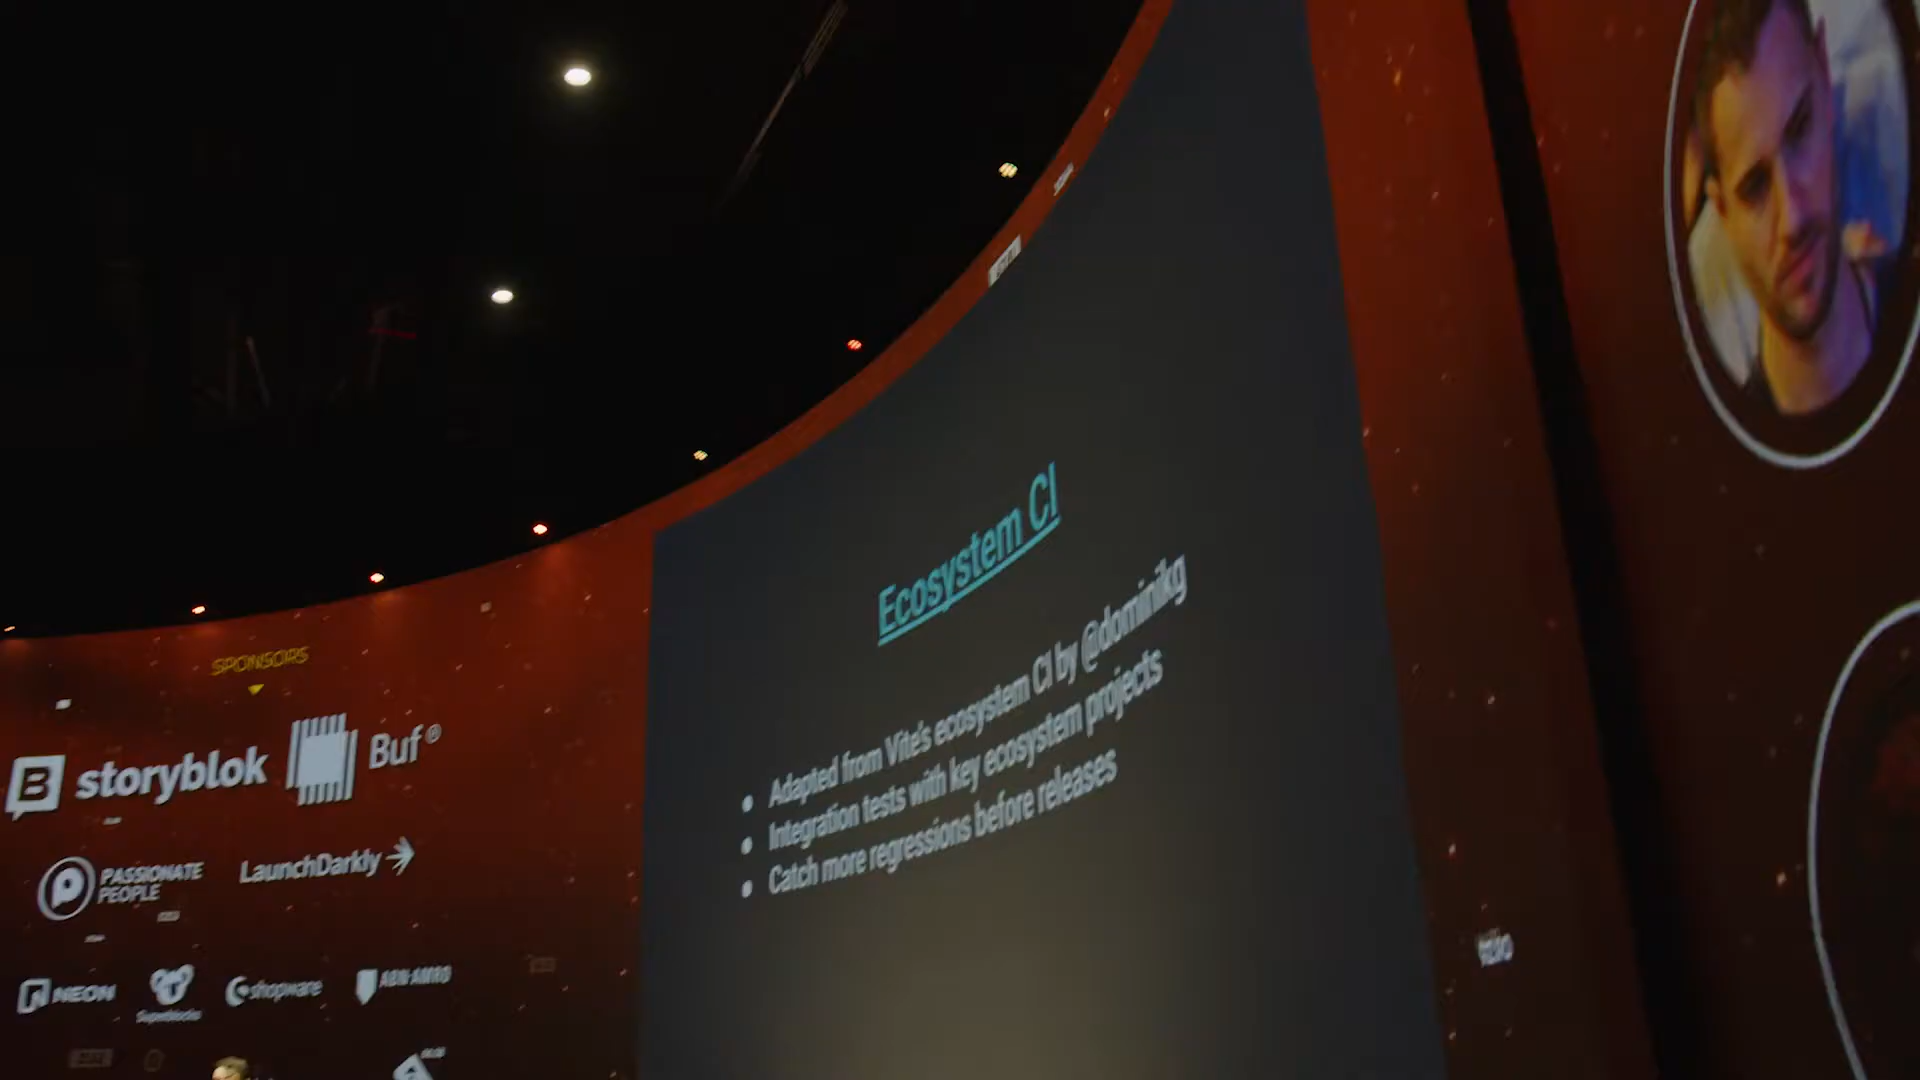 Ecosystem CI
Adapted from Vite's ecosystem CI by @dominikg
Integration tests with key ecosystem projects
Catch more regressions before releases
SPONSORS
B storyblok
Buf®
PASSIONATE
PEOPLE
LaunchDarkly
NEON
Superblocks
shopware
ABN·AMRO